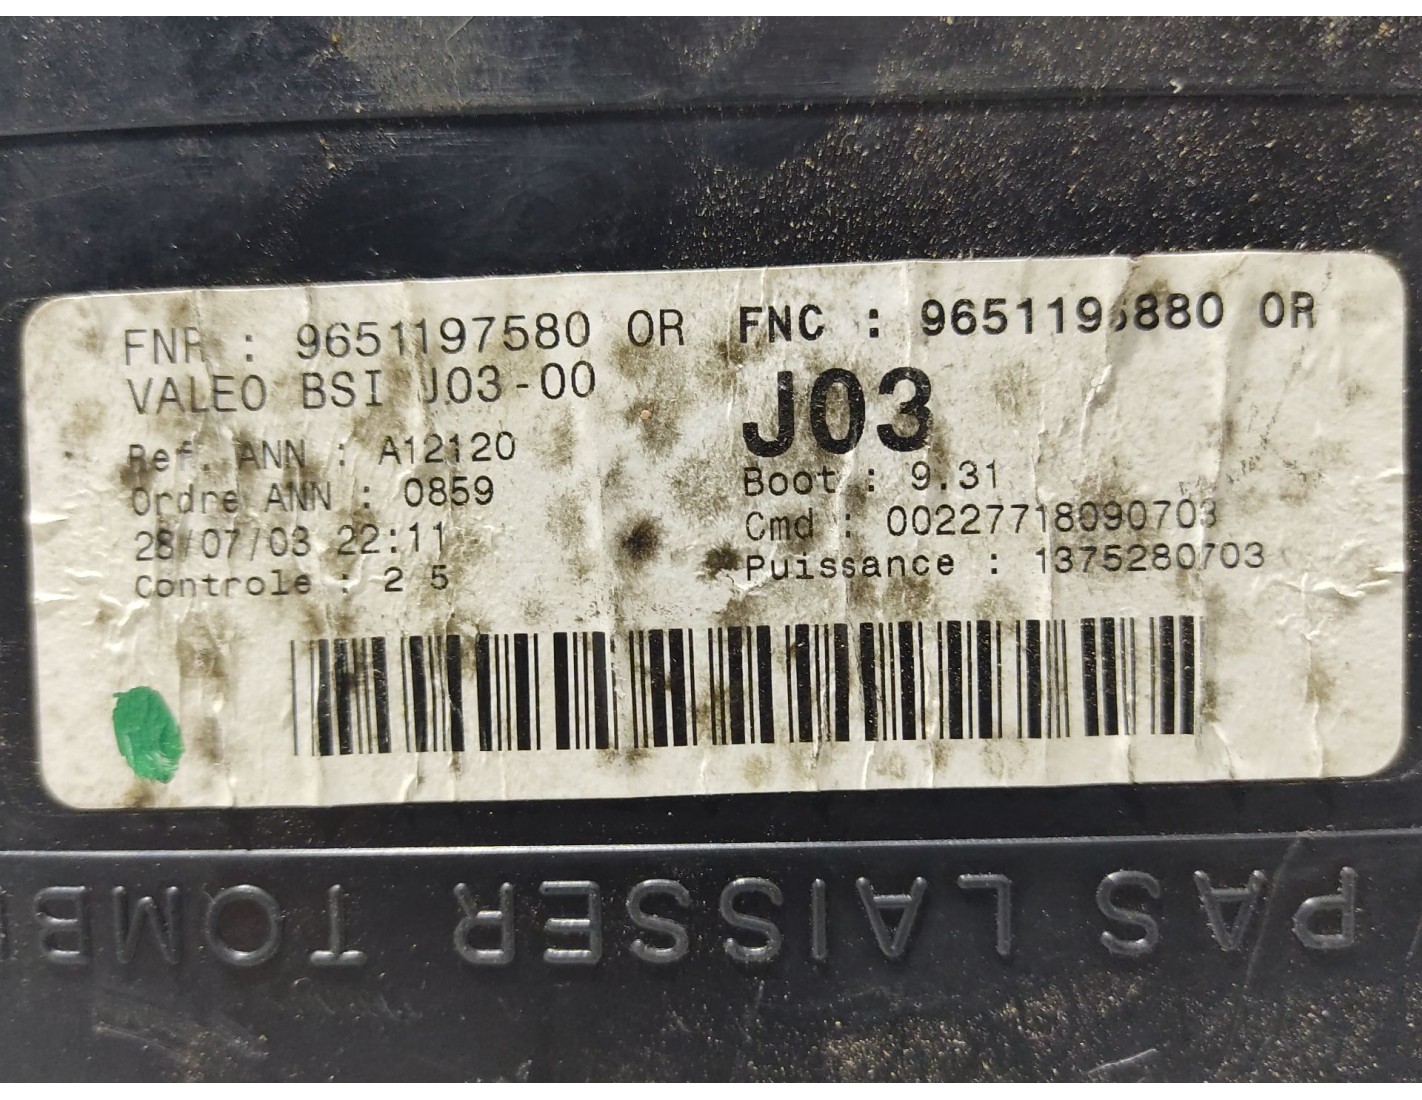 FNR : 9651197580 OR
VALEO BSI J03-00
Ref. ANN : A12120
Ordre ANN : 0859
28/07/03 22:11
Controle : 2 5
FNC : 9651196880 OR
J03
Boot : 9.31
Cmd : 00227718090703
Puissance : 1375280703
PAS LAISSER TOMB